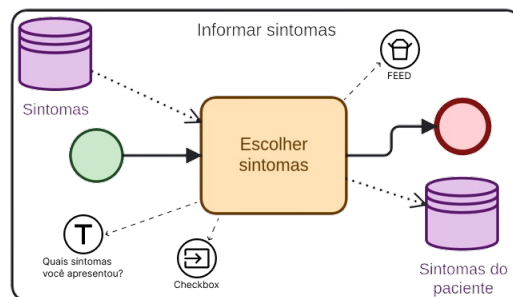 Informar sintomas
Sintomas
FEED
Escolher
sintomas
T
Quais sintomas
você apresentou?
Checkbox
Sintomas do
paciente